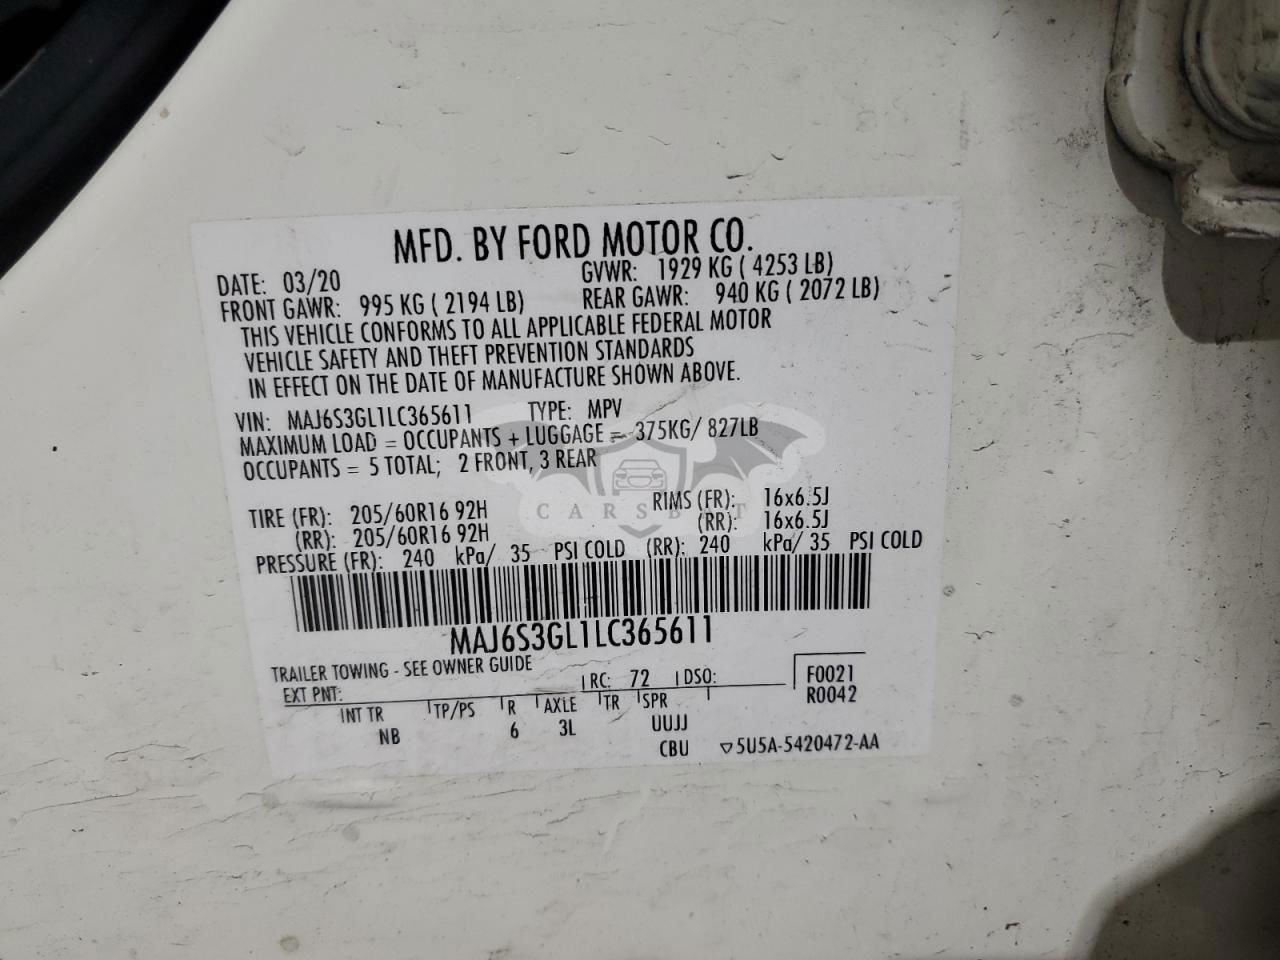 MFD. BY FORD MOTOR CO.
DATE: 03/20 GVWR: 1929 KG ( 4253 LB)
FRONT GAWR: 995 KG ( 2194 LB) REAR GAWR: 940 KG ( 2072 LB)
THIS VEHICLE CONFORMS TO ALL APPLICABLE FEDERAL MOTOR
VEHICLE SAFETY AND THEFT PREVENTION STANDARDS
IN EFFECT ON THE DATE OF MANUFACTURE SHOWN ABOVE.
VIN: MAJ6S3GL1LC365611 TYPE: MPV
MAXIMUM LOAD = OCCUPANTS + LUGGAGE = 375KG/ 827LB
OCCUPANTS = 5 TOTAL; 2 FRONT, 3 REAR
TIRE (FR): 205/60R16 92H RIMS (FR): 16x6.5J
(RR): 205/60R16 92H (RR): 16x6.5J
CARSBAT
PRESSURE (FR): 240 kPa/ 35 PSI COLD (RR): 240 kPa/ 35 PSI COLD
MAJ6S3GL1LC365611
TRAILER TOWING - SEE OWNER GUIDE
EXT PNT: RC: 72 DSO: F0021
R0042
INT TR TP/PS R AXLE TR SPR
NB 6 3L UUJJ
CBU 5U5A-5420472-AA